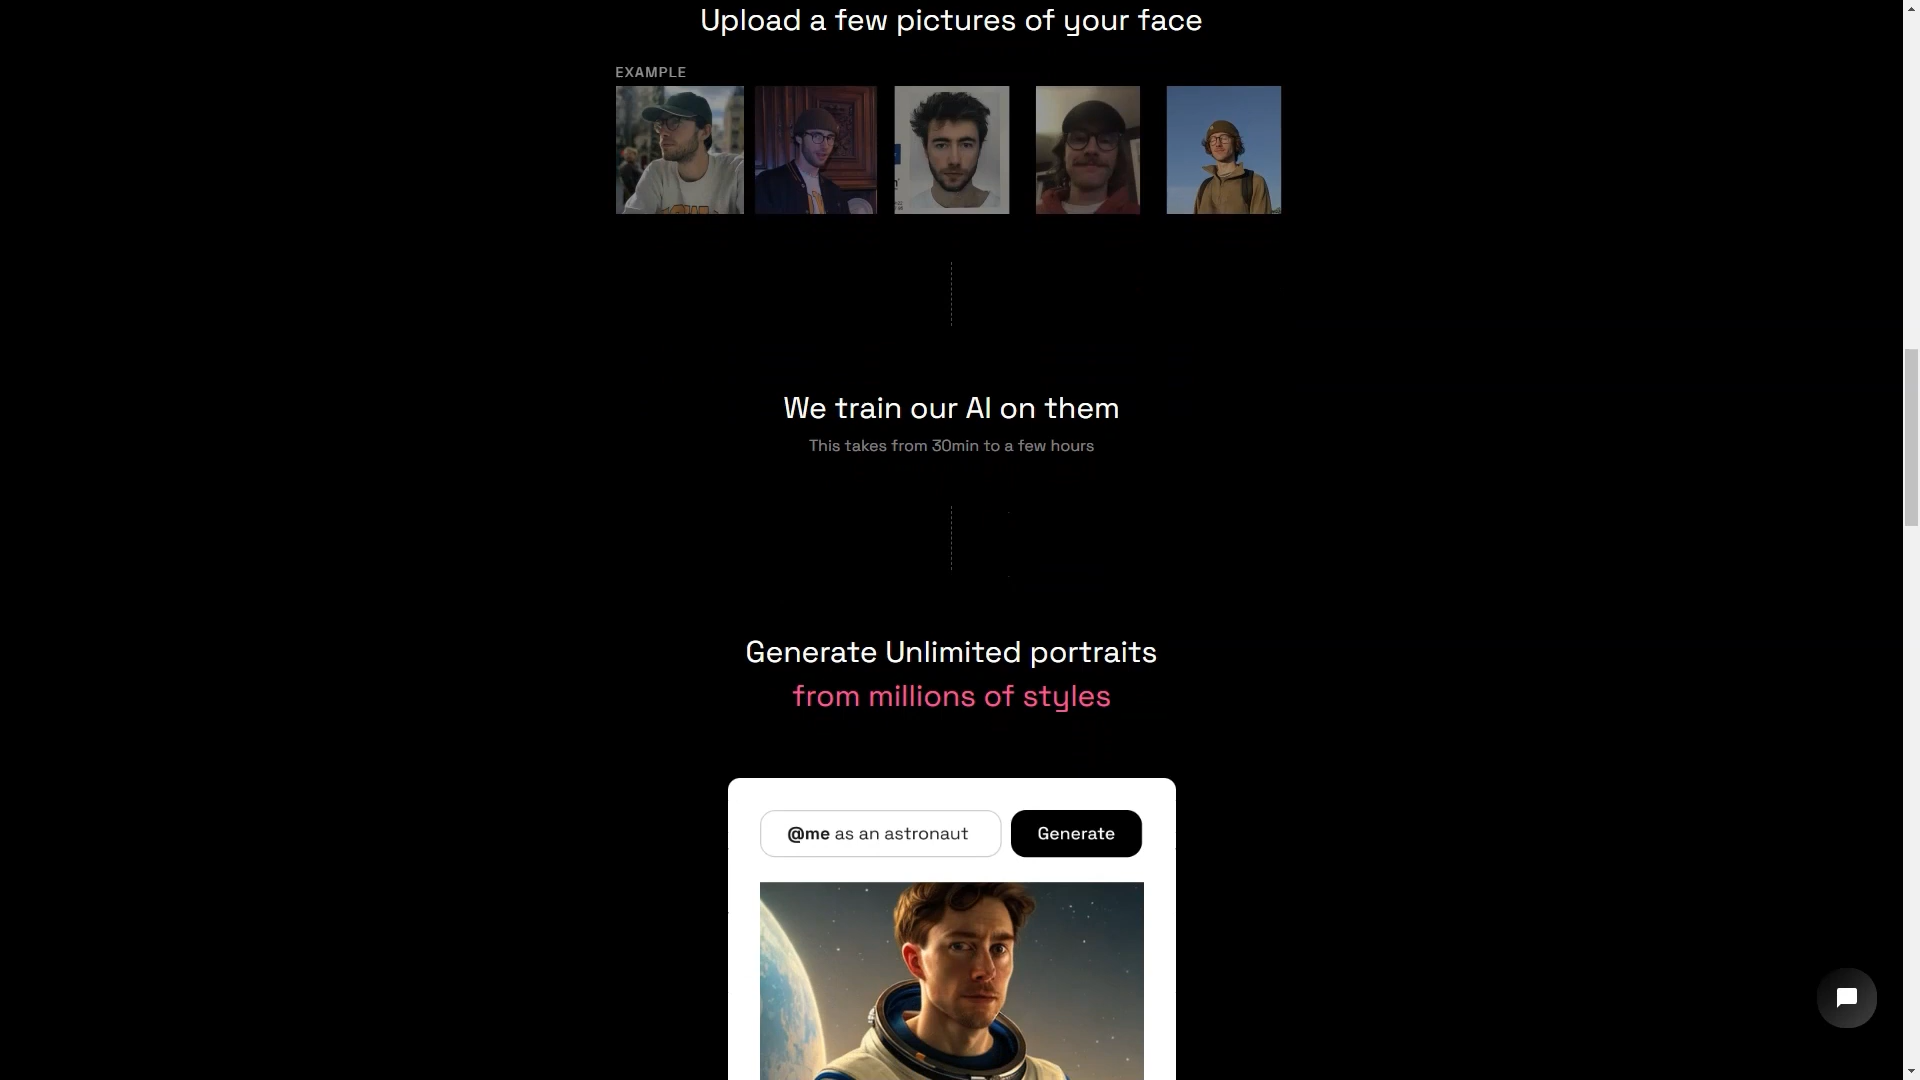 Upload a few pictures of your face
EXAMPLE
We train our AI on them
This takes from 30min to a few hours
Generate Unlimited portraits
from millions of styles
@me as an astronaut
Generate